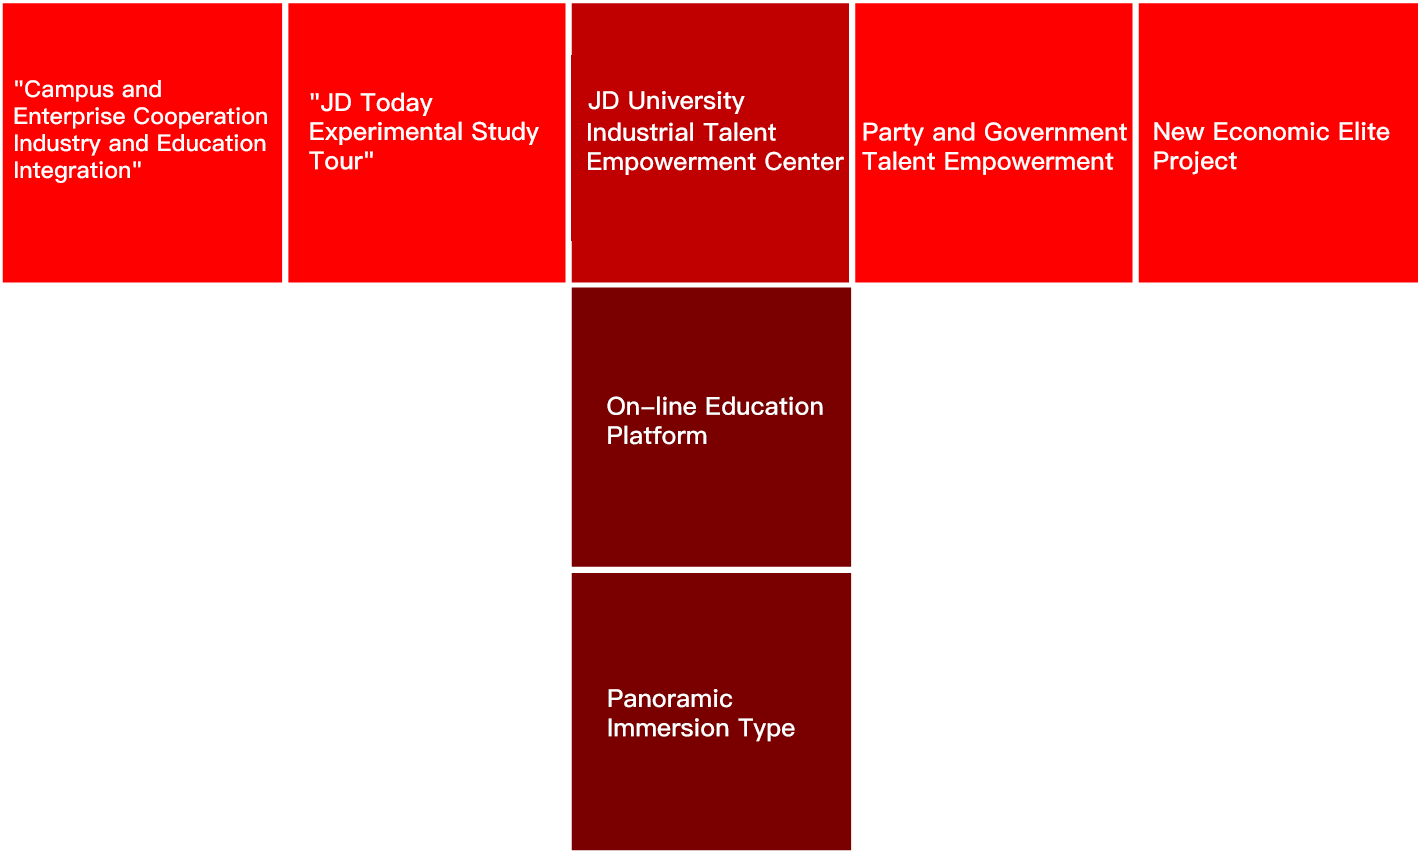 "Campus and
Enterprise Cooperation
Industry and Education
Integration"
"JD Today
Experimental Study
Tour"
JD University
Industrial Talent
Empowerment Center
Party and Government
Talent Empowerment
New Economic Elite
Project
On–line Education
Platform
Panoramic
Immersion Type